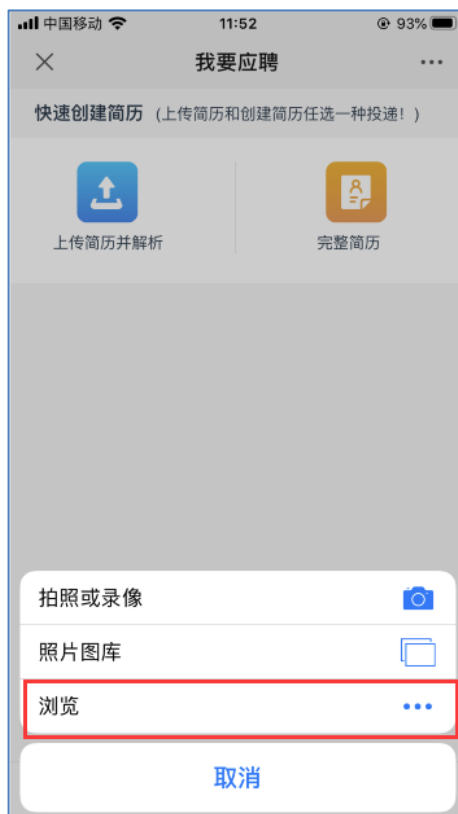 中国移动 11:52 93%
我要应聘
快速创建简历 (上传简历和创建简历任选一种投递！)
上传简历并解析 完整简历
拍照或录像
照片图库
浏览
取消